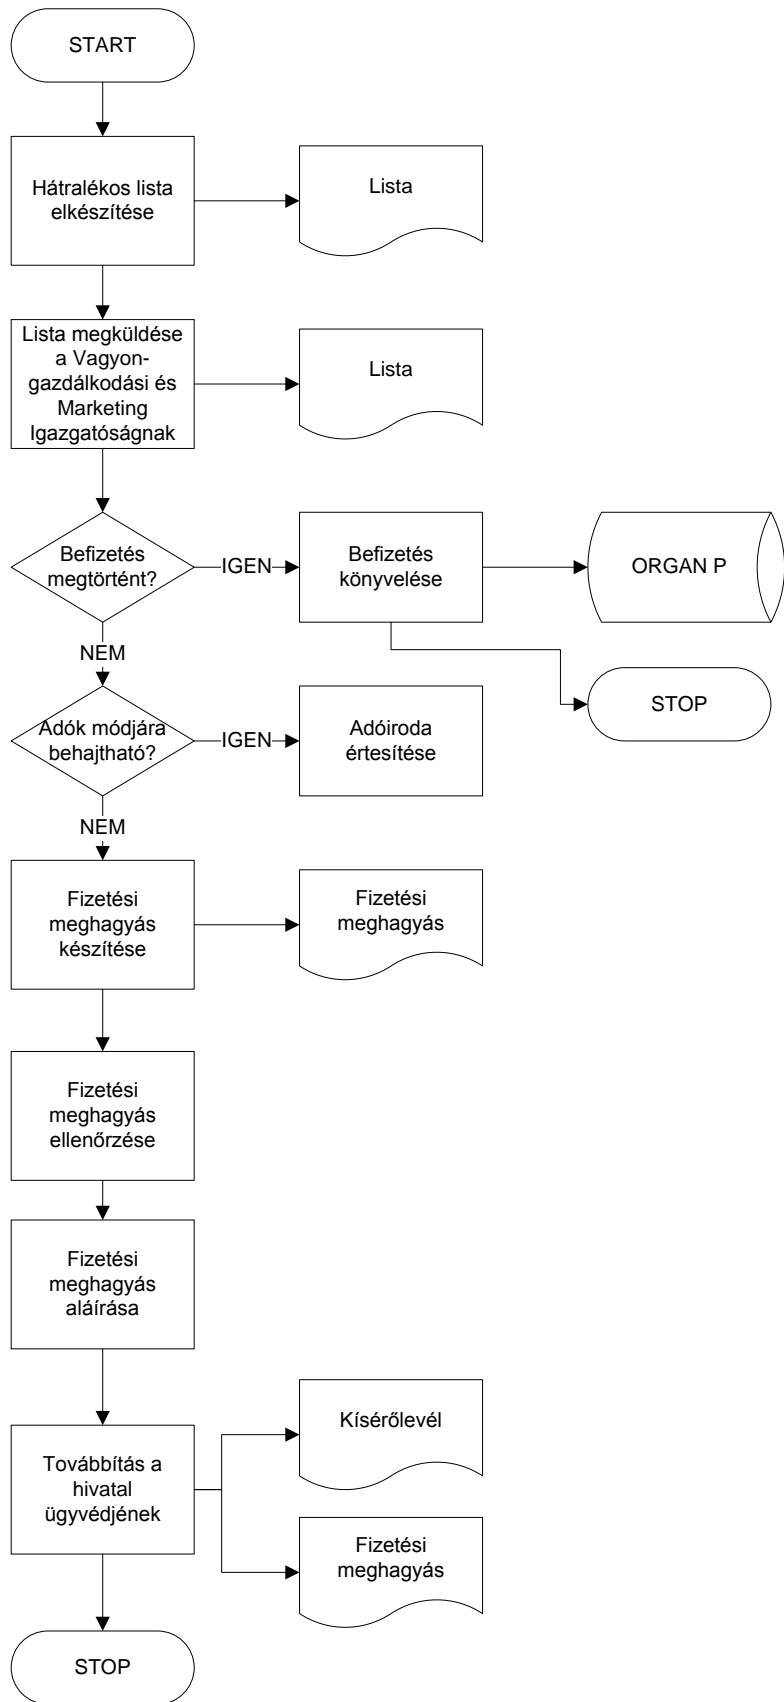 START
Hátralékos lista
elkészítése
Lista
Lista megküldése
a Vagyon-
gazdálkodási és
Marketing
Igazgatóságnak
Lista
Befizetés
megtörtént?
IGEN
Befizetés
könyvelése
ORGAN P
NEM
STOP
Adók módjára
behajtható?
IGEN
Adóiroda
értesítése
NEM
Fizetési
meghagyás
készítése
Fizetési
meghagyás
Fizetési
meghagyás
ellenőrzése
Fizetési
meghagyás
aláírása
Kísérőlevél
Továbbítás a
hivatal
ügyvédjének
Fizetési
meghagyás
STOP